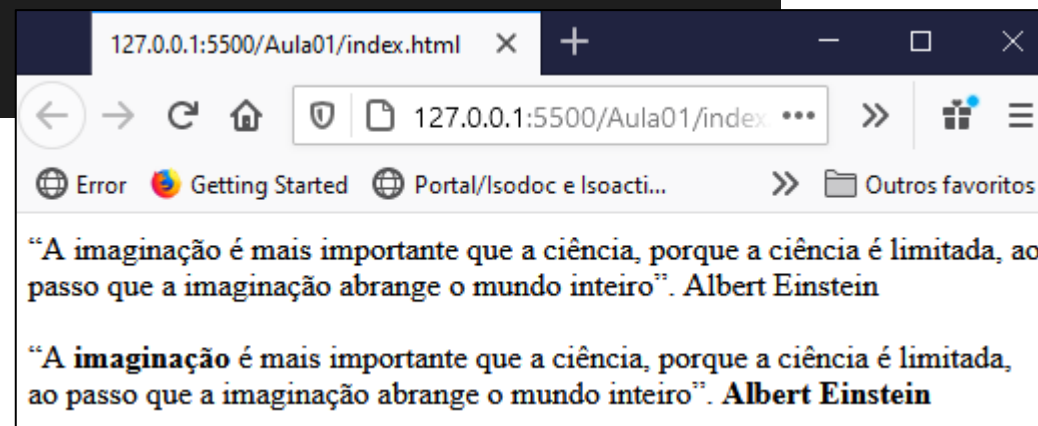 127.0.0.1:5500/Aula01/index.html
127.0.0.1:5500/Aula01/index
Error Getting Started Portal/Isodoc e Isoacti... Outros favoritos
“A imaginação é mais importante que a ciência, porque a ciência é limitada, ao
passo que a imaginação abrange o mundo inteiro”. Albert Einstein
“A imaginação é mais importante que a ciência, porque a ciência é limitada,
ao passo que a imaginação abrange o mundo inteiro”. Albert Einstein